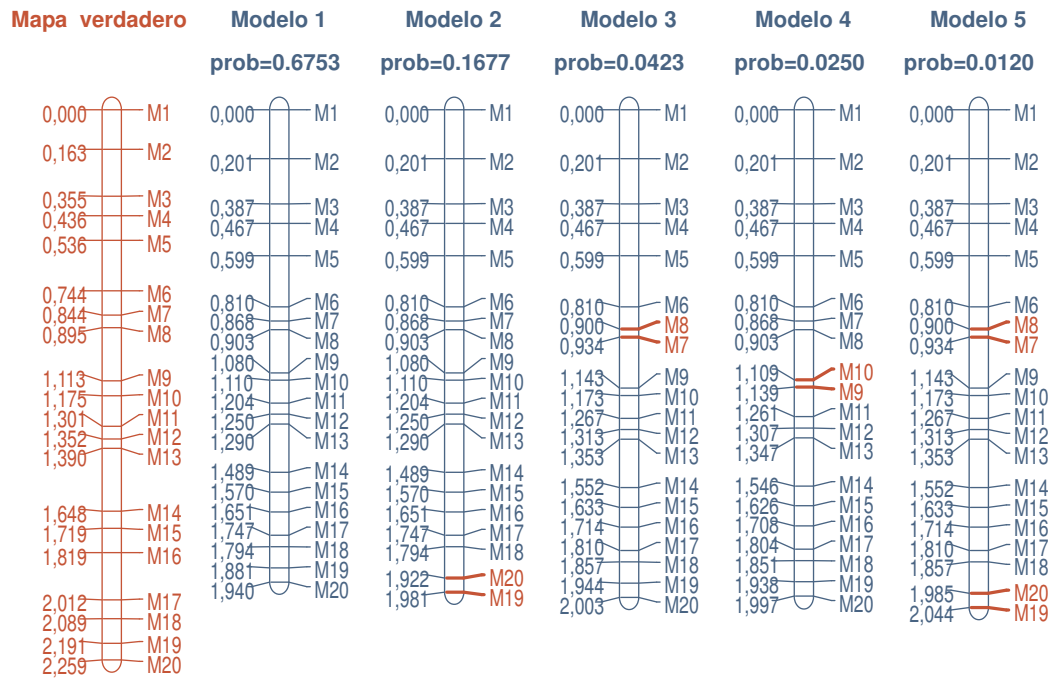 Mapa verdadero Modelo 1 Modelo 2 Modelo 3 Modelo 4 Modelo 5
prob=0.6753 prob=0.1677 prob=0.0423 prob=0.0250 prob=0.0120
0,000 M1
0,163 M2
0,355 M3
0,436 M4
0,536 M5
0,744 M6
0,844 M7
0,895 M8
1,113 M9
1,175 M10
1,301 M11
1,352 M12
1,390 M13
1,648 M14
1,719 M15
1,819 M16
2,012 M17
2,089 M18
2,191 M19
2,259 M20
0,000 M1
0,201 M2
0,387 M3
0,467 M4
0,599 M5
0,810 M6
0,868 M7
0,903 M8
1,080 M9
1,110 M10
1,204 M11
1,250 M12
1,290 M13
1,489 M14
1,570 M15
1,651 M16
1,747 M17
1,794 M18
1,881 M19
1,940 M20
0,000 M1
0,201 M2
0,387 M3
0,467 M4
0,599 M5
0,810 M6
0,868 M7
0,903 M8
1,080 M9
1,110 M10
1,204 M11
1,250 M12
1,290 M13
1,489 M14
1,570 M15
1,651 M16
1,747 M17
1,794 M18
1,922 M20
1,981 M19
0,000 M1
0,201 M2
0,387 M3
0,467 M4
0,599 M5
0,810 M6
0,900 M8
0,934 M7
1,143 M9
1,173 M10
1,267 M11
1,313 M12
1,353 M13
1,552 M14
1,633 M15
1,714 M16
1,810 M17
1,857 M18
1,944 M19
2,003 M20
0,000 M1
0,201 M2
0,387 M3
0,467 M4
0,599 M5
0,810 M6
0,868 M7
0,903 M8
1,109 M10
1,139 M9
1,261 M11
1,307 M12
1,347 M13
1,546 M14
1,626 M15
1,708 M16
1,804 M17
1,851 M18
1,938 M19
1,997 M20
0,000 M1
0,201 M2
0,387 M3
0,467 M4
0,599 M5
0,810 M6
0,900 M8
0,934 M7
1,143 M9
1,173 M10
1,267 M11
1,313 M12
1,353 M13
1,552 M14
1,633 M15
1,714 M16
1,810 M17
1,857 M18
1,985 M20
2,044 M19